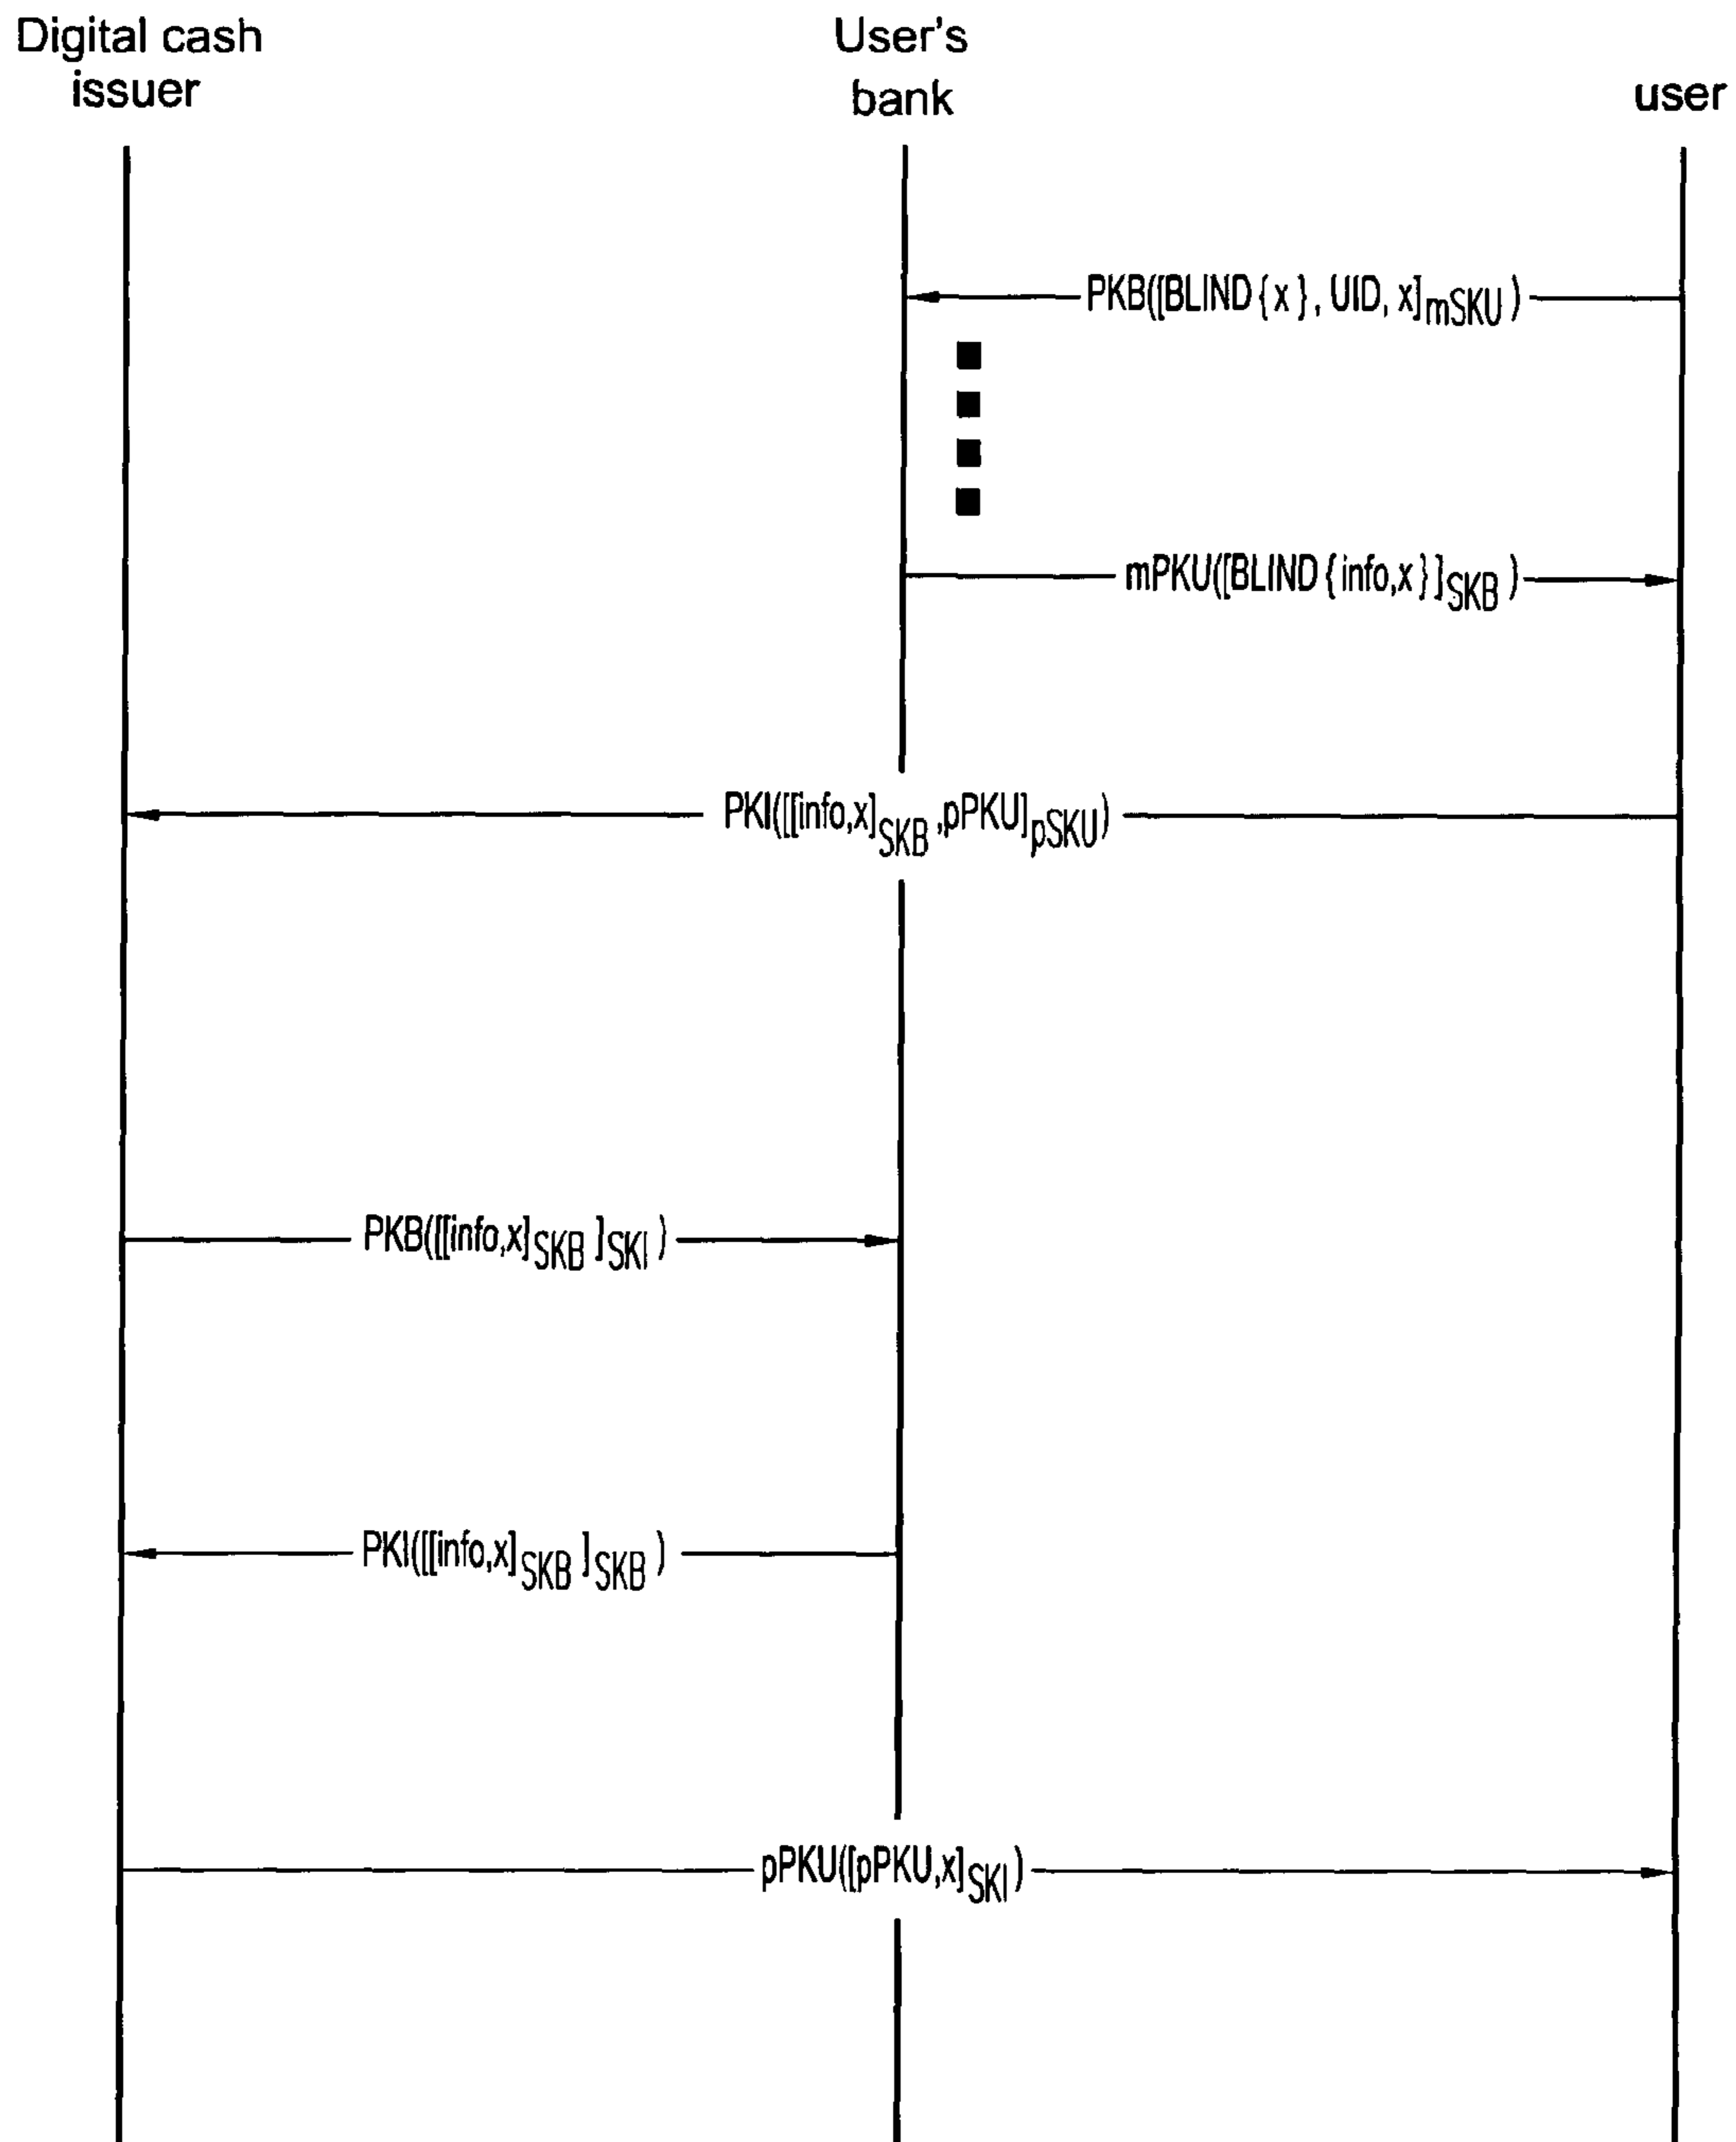 Digital cash
issuer
User's
bank
user
PKB([BLIND{x}, UID, x]mSKU)
mPKU([BLIND{info,x}]SKB)
PKI([[info,x]SKB,pPKU]pSKU)
PKB([[info,x]SKB]SKI)
PKI([[info,x]SKB]SKB)
pPKU([pPKU,x]SKI)